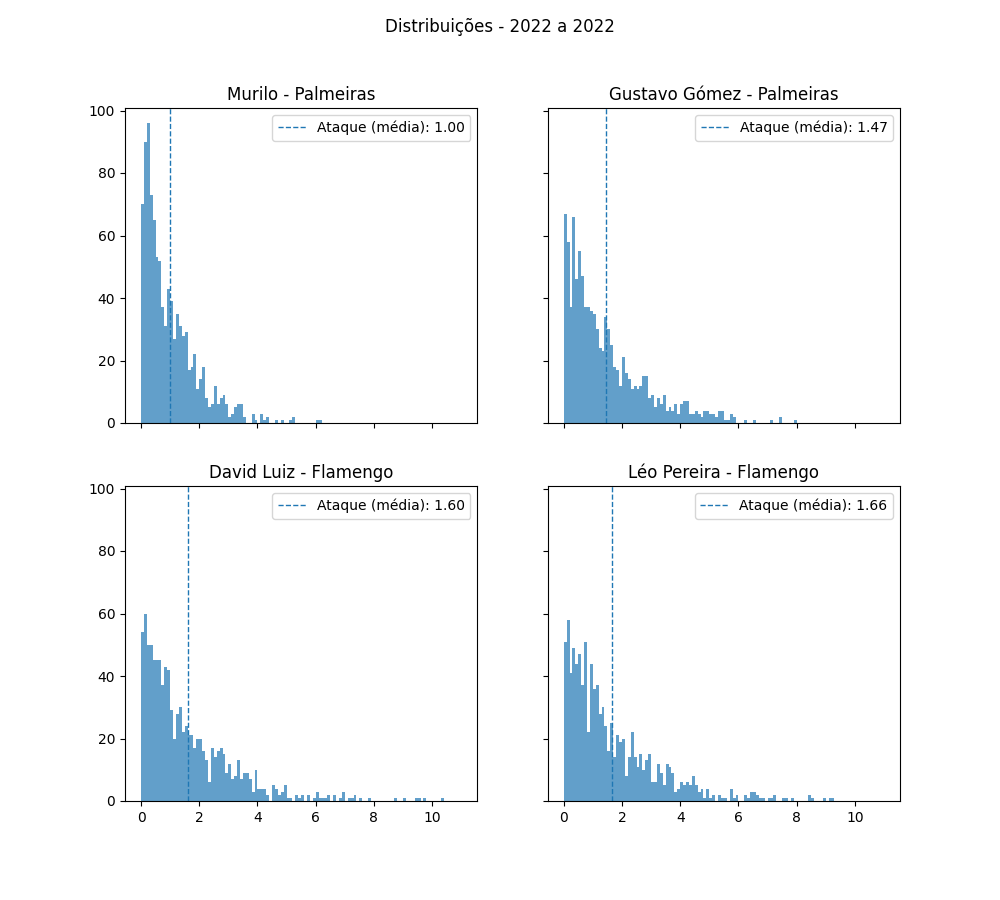 Distribuições - 2022 a 2022
Murilo - Palmeiras
Ataque (média): 1.00
100
80
60
40
20
0
Gustavo Gómez - Palmeiras
Ataque (média): 1.47
David Luiz - Flamengo
Ataque (média): 1.60
100
80
60
40
20
0
0 2 4 6 8 10
Léo Pereira - Flamengo
Ataque (média): 1.66
0 2 4 6 8 10